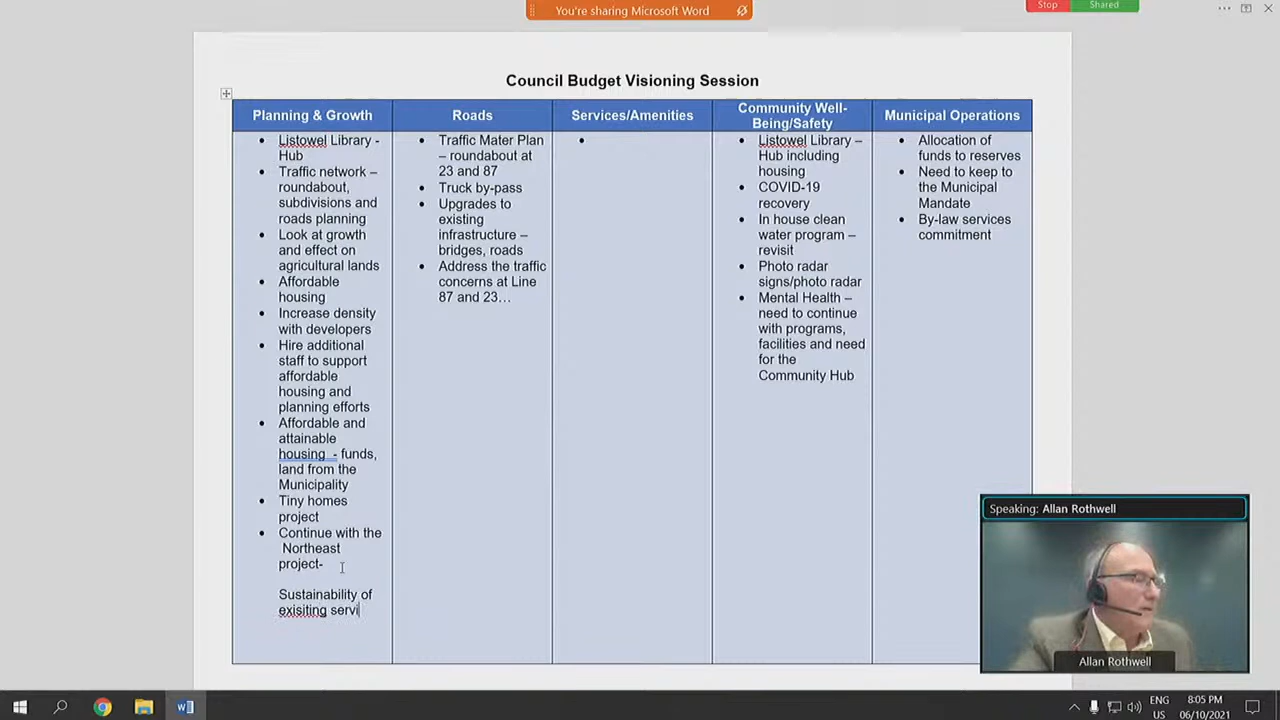 You're sharing Microsoft Word
Stop
Shared
Council Budget Visioning Session
Planning & Growth
Listowel Library -
Hub
Traffic network –
roundabout,
subdivisions and
roads planning
Look at growth
and effect on
agricultural lands
Affordable
housing
Increase density
with developers
Hire additional
staff to support
affordable
housing and
planning efforts
Affordable and
attainable
housing - funds,
land from the
Municipality
Tiny homes
project
Continue with the
Northeast
project-
Sustainability of
exisiting servi
Roads
Traffic Mater Plan
– roundabout at
23 and 87
Truck by-pass
Upgrades to
existing
infrastructure –
bridges, roads
Address the traffic
concerns at Line
87 and 23…
Services/Amenities
Community Well-
Being/Safety
Listowel Library –
Hub including
housing
COVID-19
recovery
In house clean
water program –
revisit
Photo radar
signs/photo radar
Mental Health –
need to continue
with programs,
facilities and need
for the
Community Hub
Municipal Operations
Allocation of
funds to reserves
Need to keep to
the Municipal
Mandate
By-law services
commitment
Speaking: Allan Rothwell
Allan Rothwell
ENG
US
8:05 PM
06/10/2021